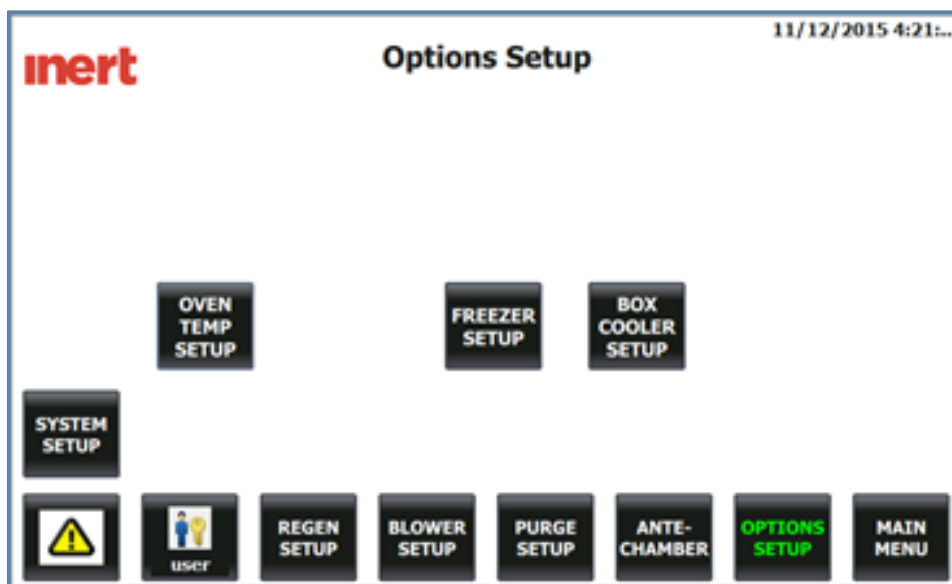 11/12/2015 4:21:..
inert
Options Setup
OVEN
TEMP
SETUP
FREEZER
SETUP
BOX
COOLER
SETUP
SYSTEM
SETUP
user
REGEN
SETUP
BLOWER
SETUP
PURGE
SETUP
ANTE-
CHAMBER
OPTIONS
SETUP
MAIN
MENU